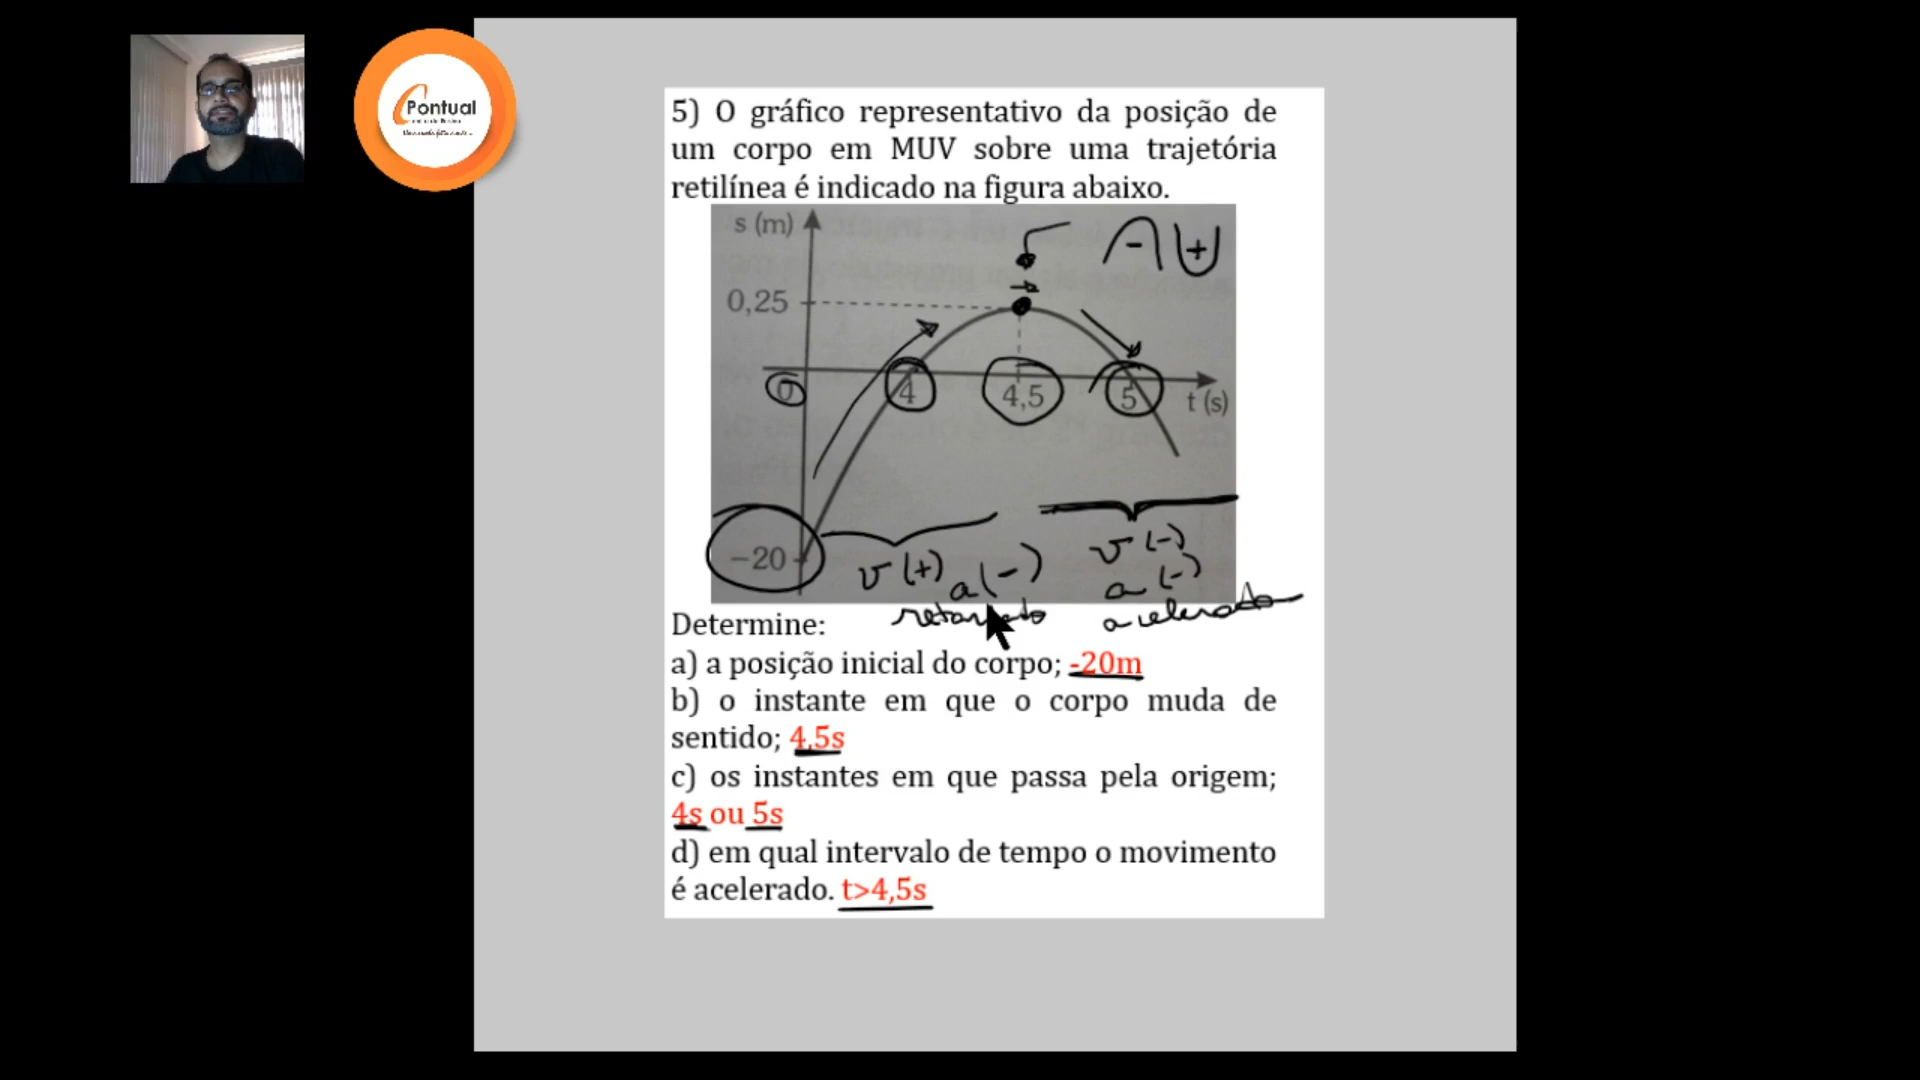 Pontual
5) O gráfico representativo da posição de
um corpo em MUV sobre uma trajetória
retilínea é indicado na figura abaixo.
s (m)
0,25
- +
0 4 4,5 5 t (s)
−20
v (+) a (-)
retardado
v (-)
a (-)
acelerado
Determine:
a) a posição inicial do corpo; -20m
b) o instante em que o corpo muda de
sentido; 4,5s
c) os instantes em que passa pela origem;
4s ou 5s
d) em qual intervalo de tempo o movimento
é acelerado. t>4,5s